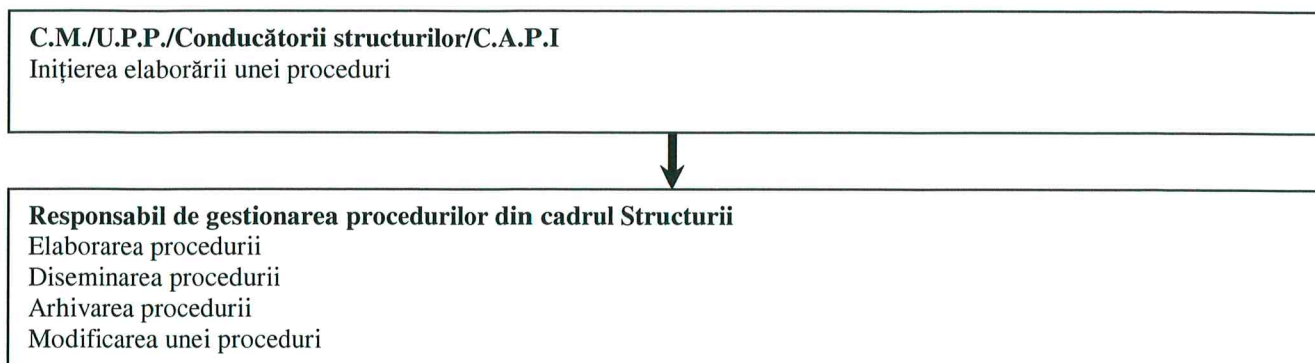 C.M./U.P.P./Conducătorii structurilor/C.A.P.I
Inițierea elaborării unei proceduri
Responsabil de gestionarea procedurilor din cadrul Structurii
Elaborarea procedurii
Diseminarea procedurii
Arhivarea procedurii
Modificarea unei proceduri